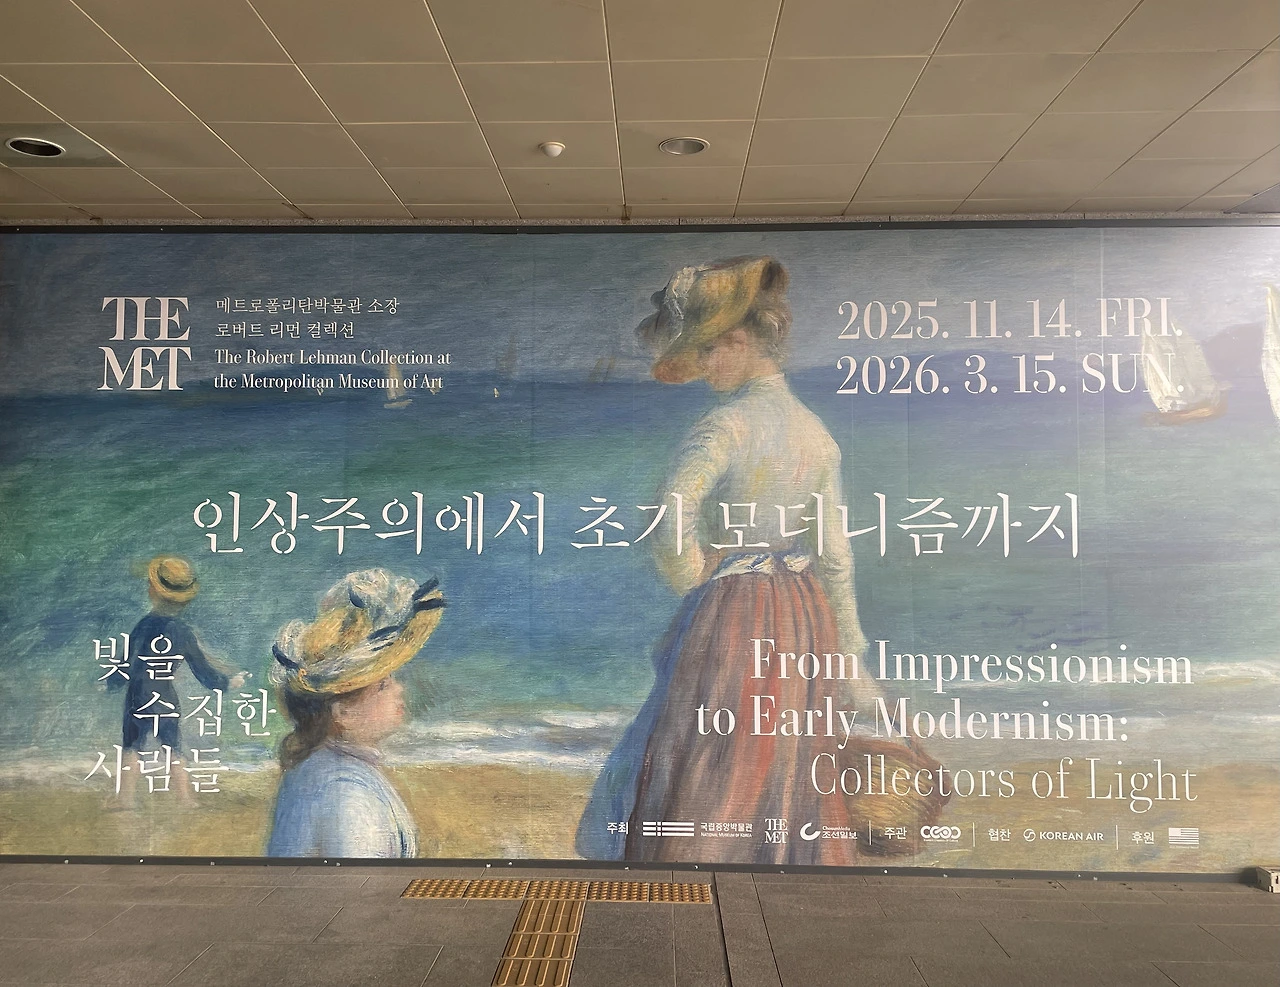 THE
MET
메트로폴리탄박물관 소장
로버트 리먼 컬렉션
The Robert Lehman Collection at
the Metropolitan Museum of Art
2025. 11. 14. FRI.
2026. 3. 15. SUN.
인상주의에서 초기 모더니즘까지
빛을
수집한
사람들
From Impressionism
to Early Modernism:
Collectors of Light
주최 국립중앙박물관 NATIONAL MUSEUM OF KOREA THE MET 조선일보 주관 협찬 KOREAN AIR 후원